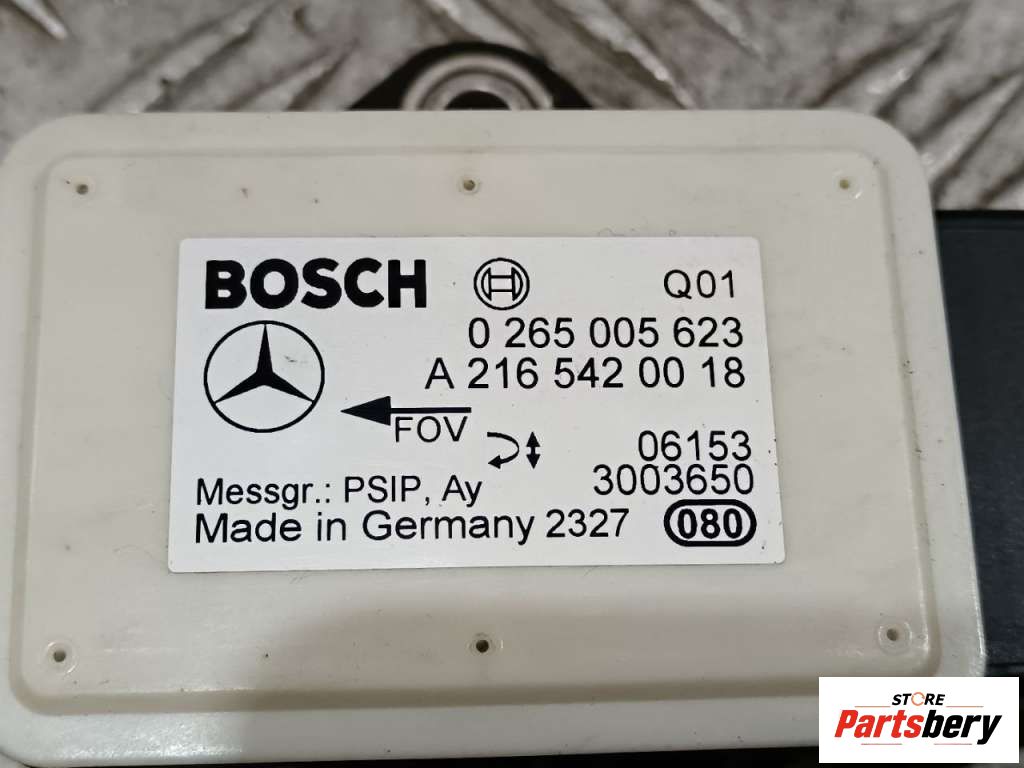 BOSCH Q01
0 265 005 623
A 216 542 00 18
FOV
06153
Messgr.: PSIP, Ay 3003650
Made in Germany 2327 080
STORE
Partsbery